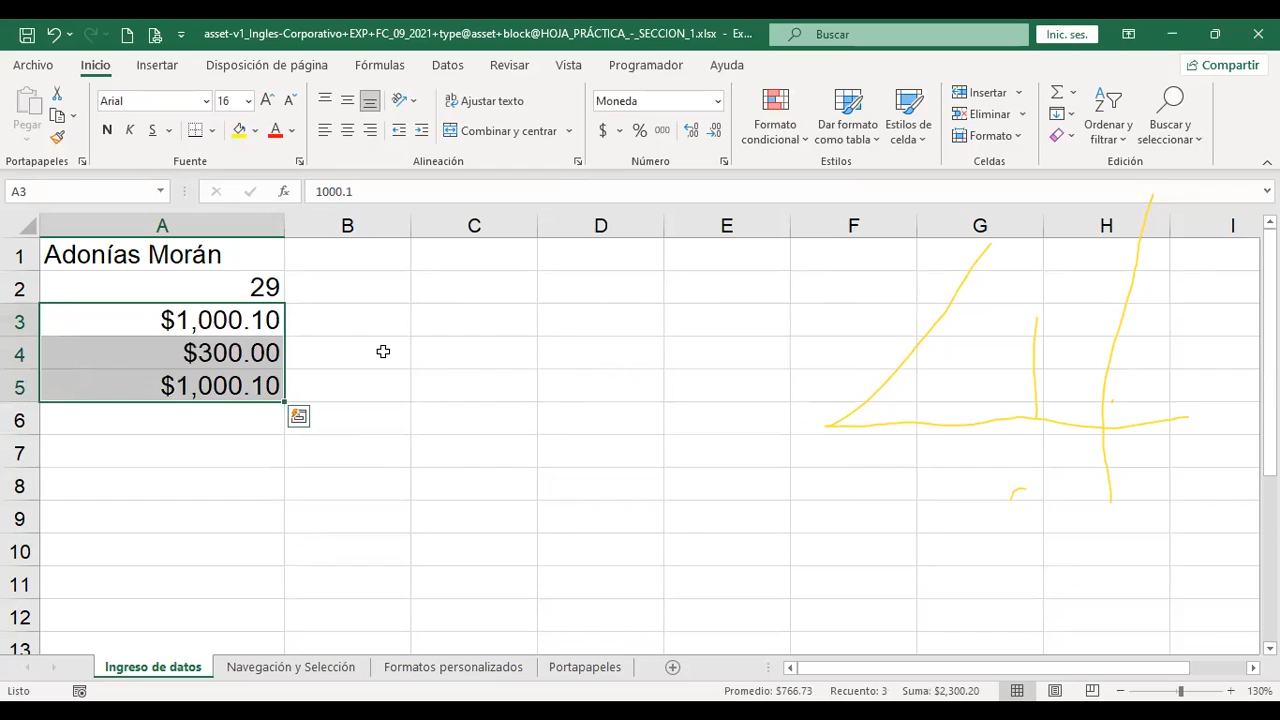 asset-v1_Ingles-Corporativo+EXP+FC_09_2021+type@asset+block@HOJA_PRÁCTICA_-_SECCION_1.xlsx - Ex... Buscar Inic. ses.
Archivo Inicio Insertar Disposición de página Fórmulas Datos Revisar Vista Programador Ayuda Compartir
Pegar Arial 16 A A Ajustar texto Moneda Formato condicional Dar formato como tabla Estilos de celda Insertar Ordenar y filtrar Buscar y seleccionar
N K S A Combinar y centrar $ % 000 Eliminar
Formato
Portapapeles Fuente Alineación Número Estilos Celdas Edición
A3 fx 1000.1
A B C D E F G H I
1 Adonías Morán
2 29
3 $1,000.10
4 $300.00
5 $1,000.10
6
7
8
9
10
11
12
13
Ingreso de datos Navegación y Selección Formatos personalizados Portapapeles
Listo Promedio: $766.73 Recuento: 3 Suma: $2,300.20 130%